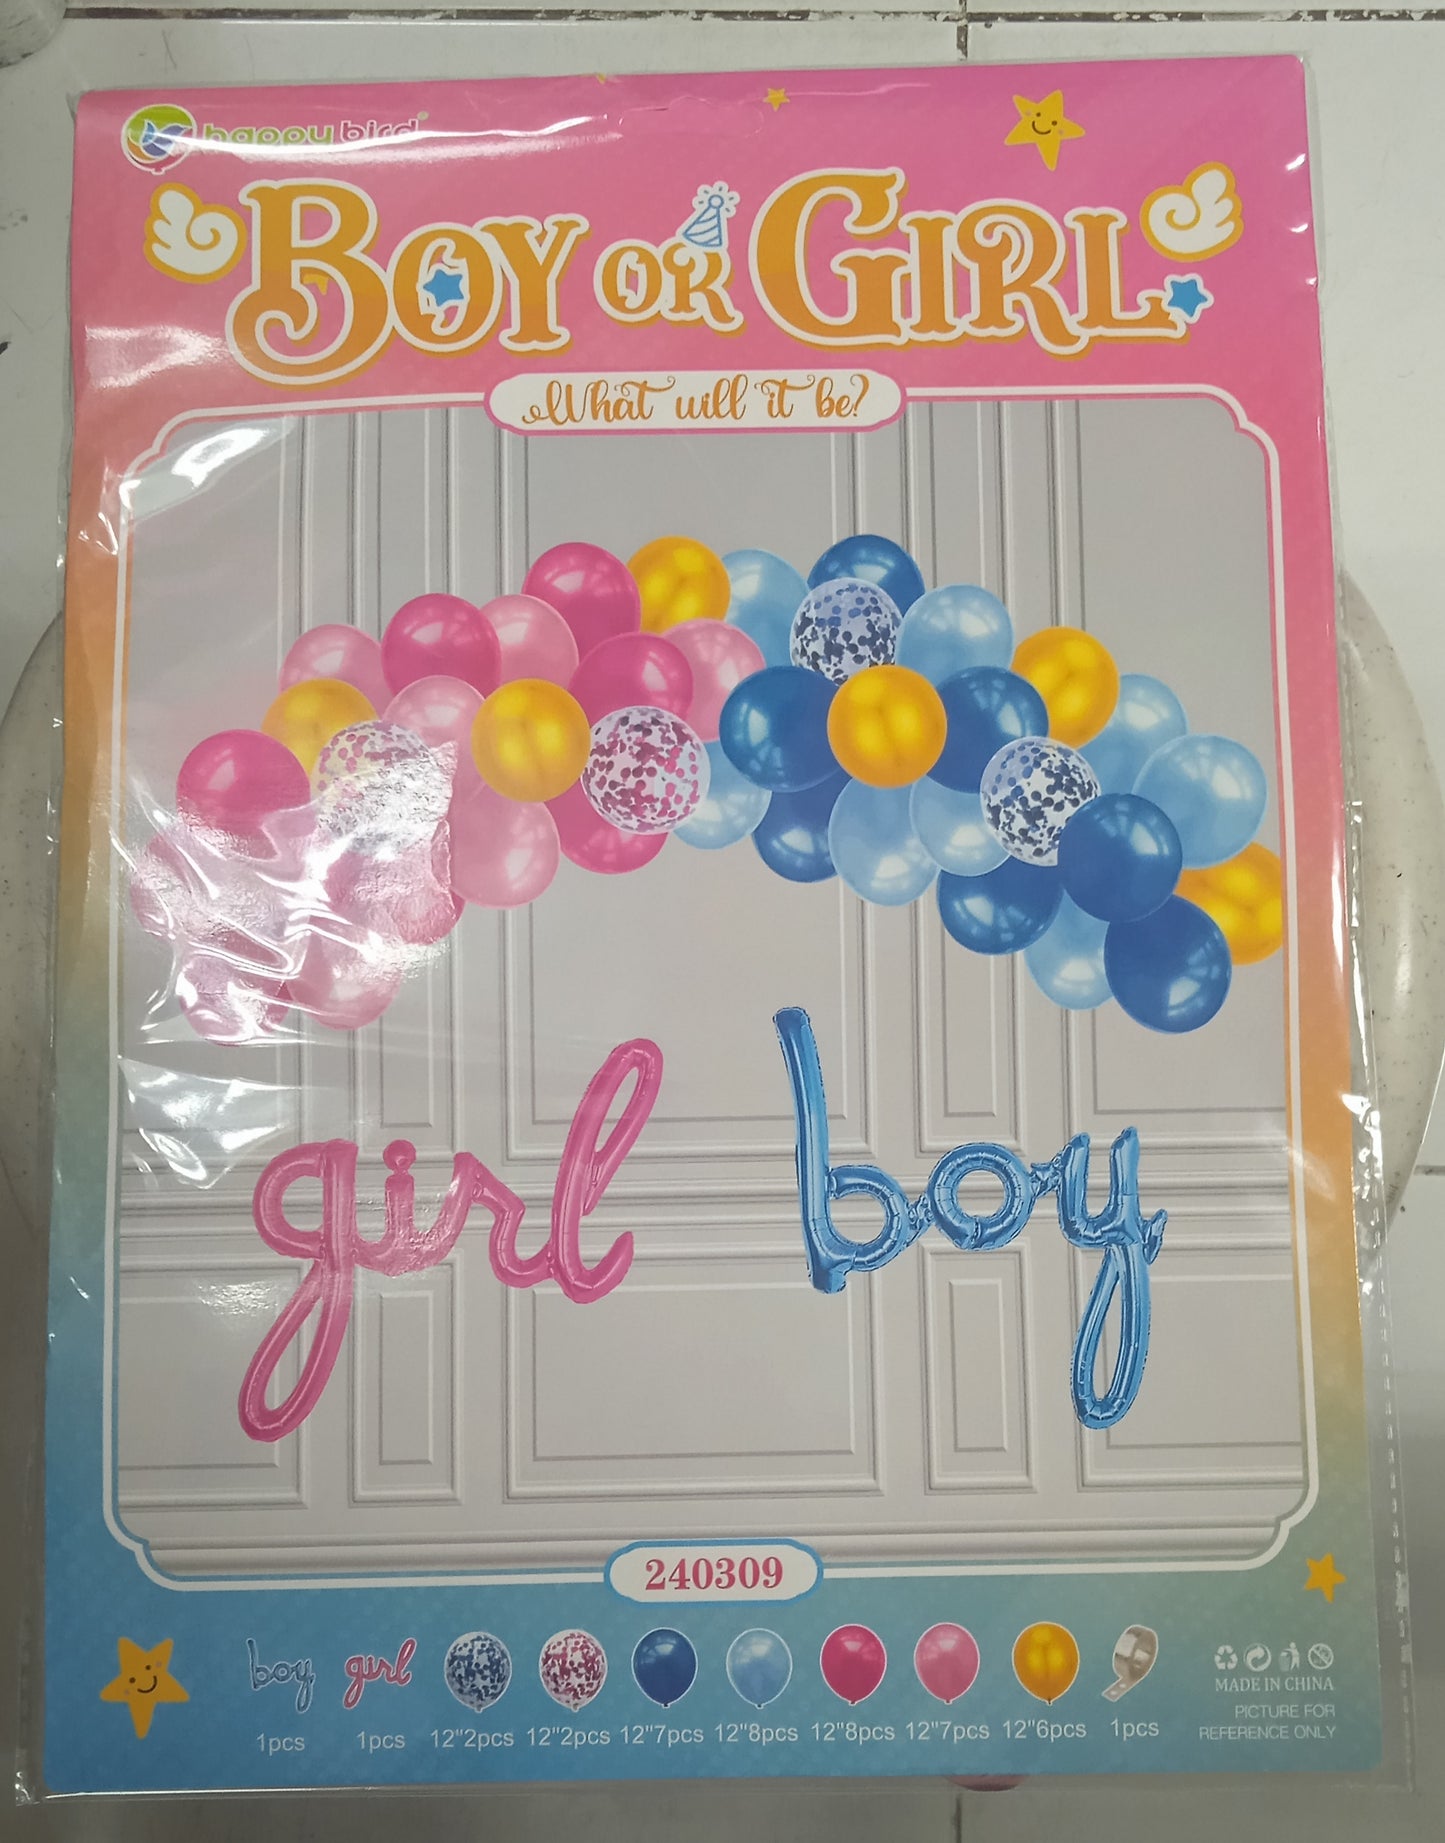 happy bird
BOY OR GIRL
What will it be?
girl boy
240309
boy girl
1pcs 1pcs 12"2pcs 12"2pcs 12"7pcs 12"8pcs 12"8pcs 12"7pcs 12"6pcs 1pcs
MADE IN CHINA
PICTURE FOR
REFERENCE ONLY